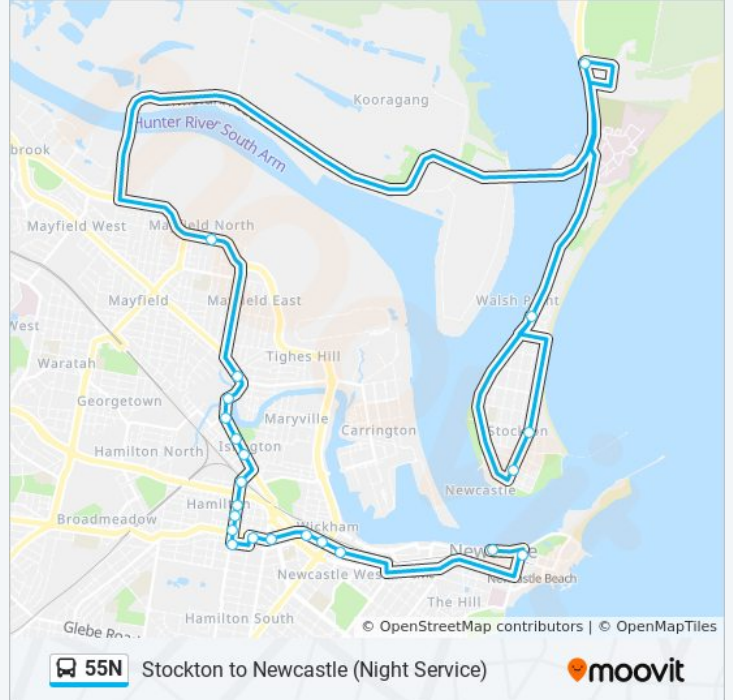 Kooragang
Hunter River South Arm
brook
Mayfield West
Mayfield North
Walsh Point
Mayfield
Mayfield East
West
Tighes Hill
Waratah
Georgetown
Maryville
Carrington
Stockton
Islington
Hamilton North
Newcastle
Hamilton
Broadmeadow
Wickham
Newcastle
Newcastle West
Newcastle Beach
The Hill
Hamilton South
Glebe Roa
© OpenStreetMap contributors | © OpenMapTiles
55N Stockton to Newcastle (Night Service)
moovit